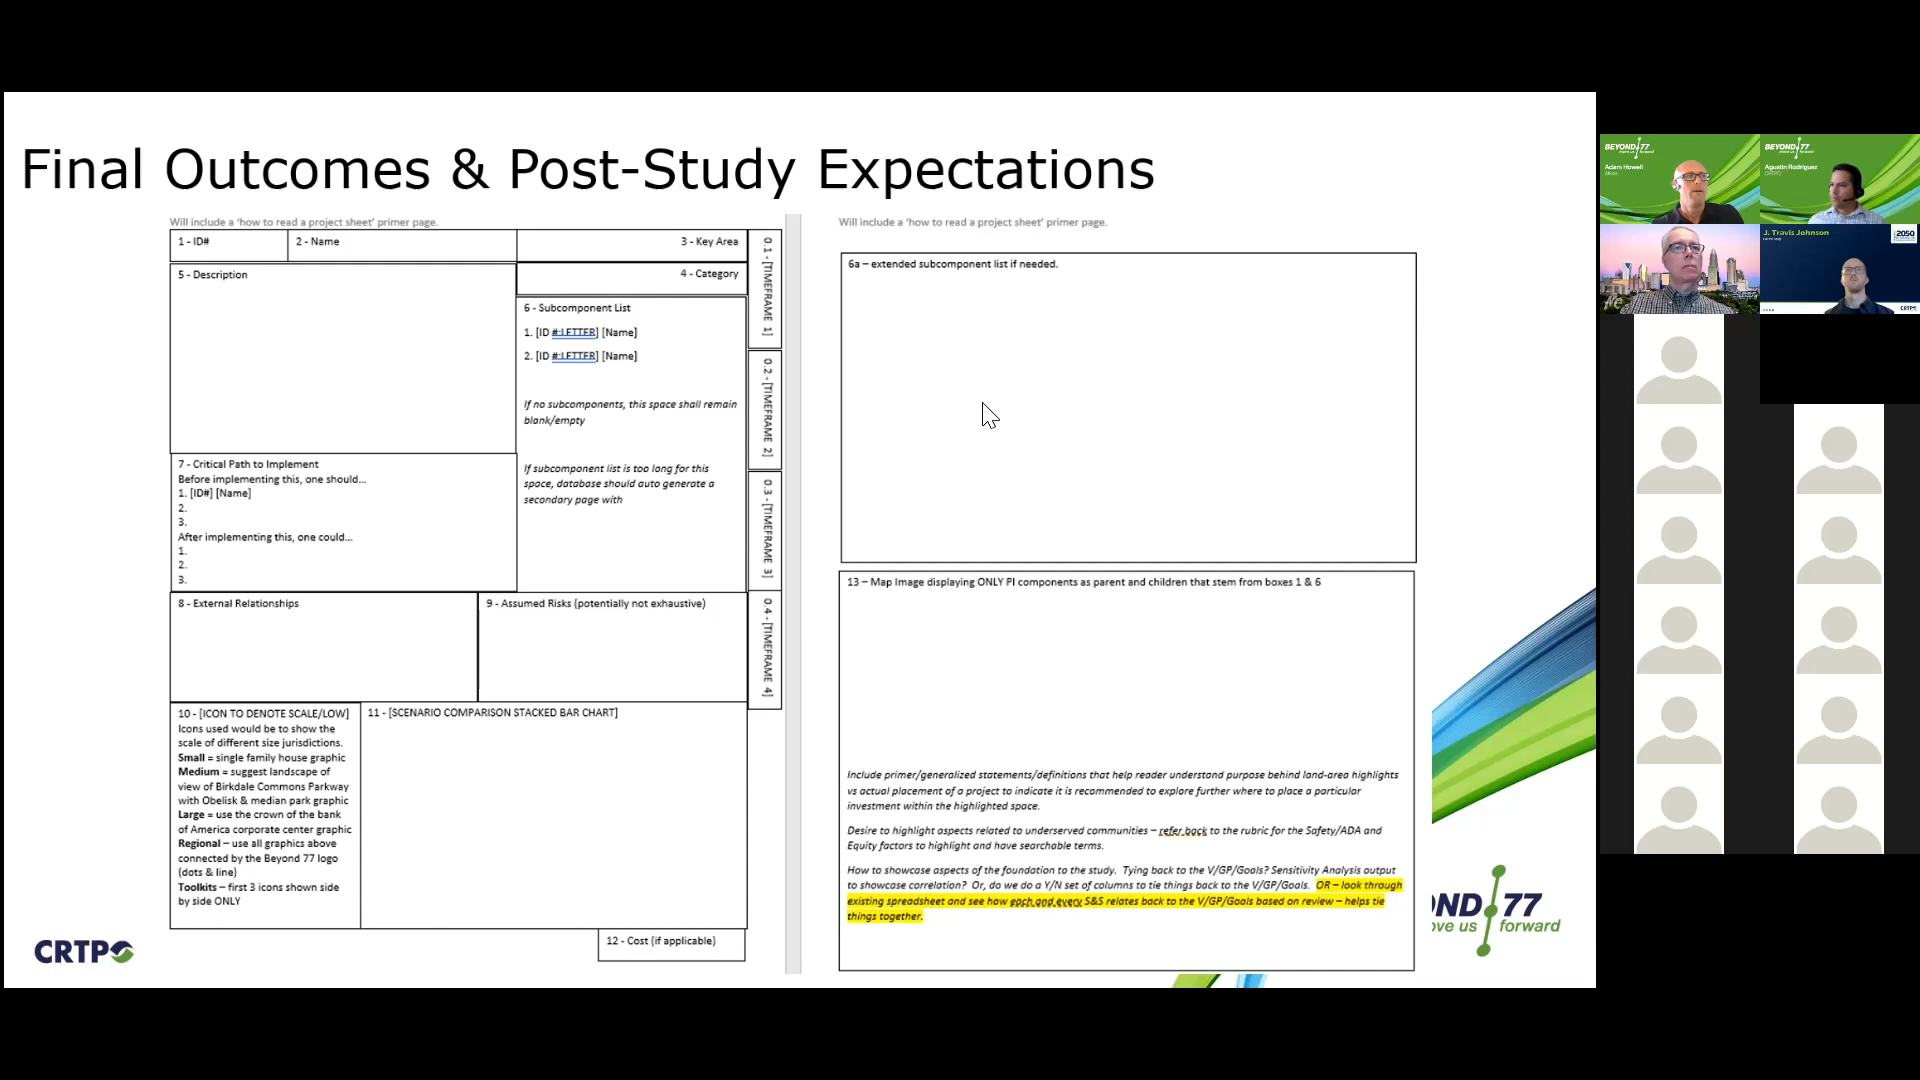 Final Outcomes & Post-Study Expectations
Will include a 'how to read a project sheet' primer page.
1 - ID#
2 - Name
3 - Key Area
4 - Category
5 - Description
6 - Subcomponent List
1. [ID #:LETTER] [Name]
2. [ID #:LETTER] [Name]
If no subcomponents, this space shall remain
blank/empty
If subcomponent list is too long for this
space, database should auto generate a
secondary page with
0.1 - [TIMEFRAME 1]
0.2 - [TIMEFRAME 2]
0.3 - [TIMEFRAME 3]
0.4 - [TIMEFRAME 4]
7 - Critical Path to Implement
Before implementing this, one should...
1. [ID#] [Name]
2.
3.
After implementing this, one could...
1.
2.
3.
8 - External Relationships
9 - Assumed Risks (potentially not exhaustive)
10 - [ICON TO DENOTE SCALE/LOW]
Icons used would be to show the
scale of different size jurisdictions.
Small = single family house graphic
Medium = suggest landscape of
view of Birkdale Commons Parkway
with Obelisk & median park graphic
Large = use the crown of the bank
of America corporate center graphic
Regional – use all graphics above
connected by the Beyond 77 logo
(dots & line)
Toolkits – first 3 icons shown side
by side ONLY
11 - [SCENARIO COMPARISON STACKED BAR CHART]
12 - Cost (if applicable)
Will include a 'how to read a project sheet' primer page.
6a – extended subcomponent list if needed.
13 – Map Image displaying ONLY PI components as parent and children that stem from boxes 1 & 6
Include primer/generalized statements/definitions that help reader understand purpose behind land-area highlights
vs actual placement of a project to indicate it is recommended to explore further where to place a particular
investment within the highlighted space.
Desire to highlight aspects related to underserved communities – refer back to the rubric for the Safety/ADA and
Equity factors to highlight and have searchable terms.
How to showcase aspects of the foundation to the study. Tying back to the V/GP/Goals? Sensitivity Analysis output
to showcase correlation? Or, do we do a Y/N set of columns to tie things back to the V/GP/Goals. OR – look through
existing spreadsheet and see how each and every S&S relates back to the V/GP/Goals based on review – helps tie
things together.
CRTPO
OND 77
ove us forward
BEYOND 77
Adam Howell
BEYOND 77
Agustin Rodriguez
CRTPO
J. Travis Johnson
2050
CRTPO